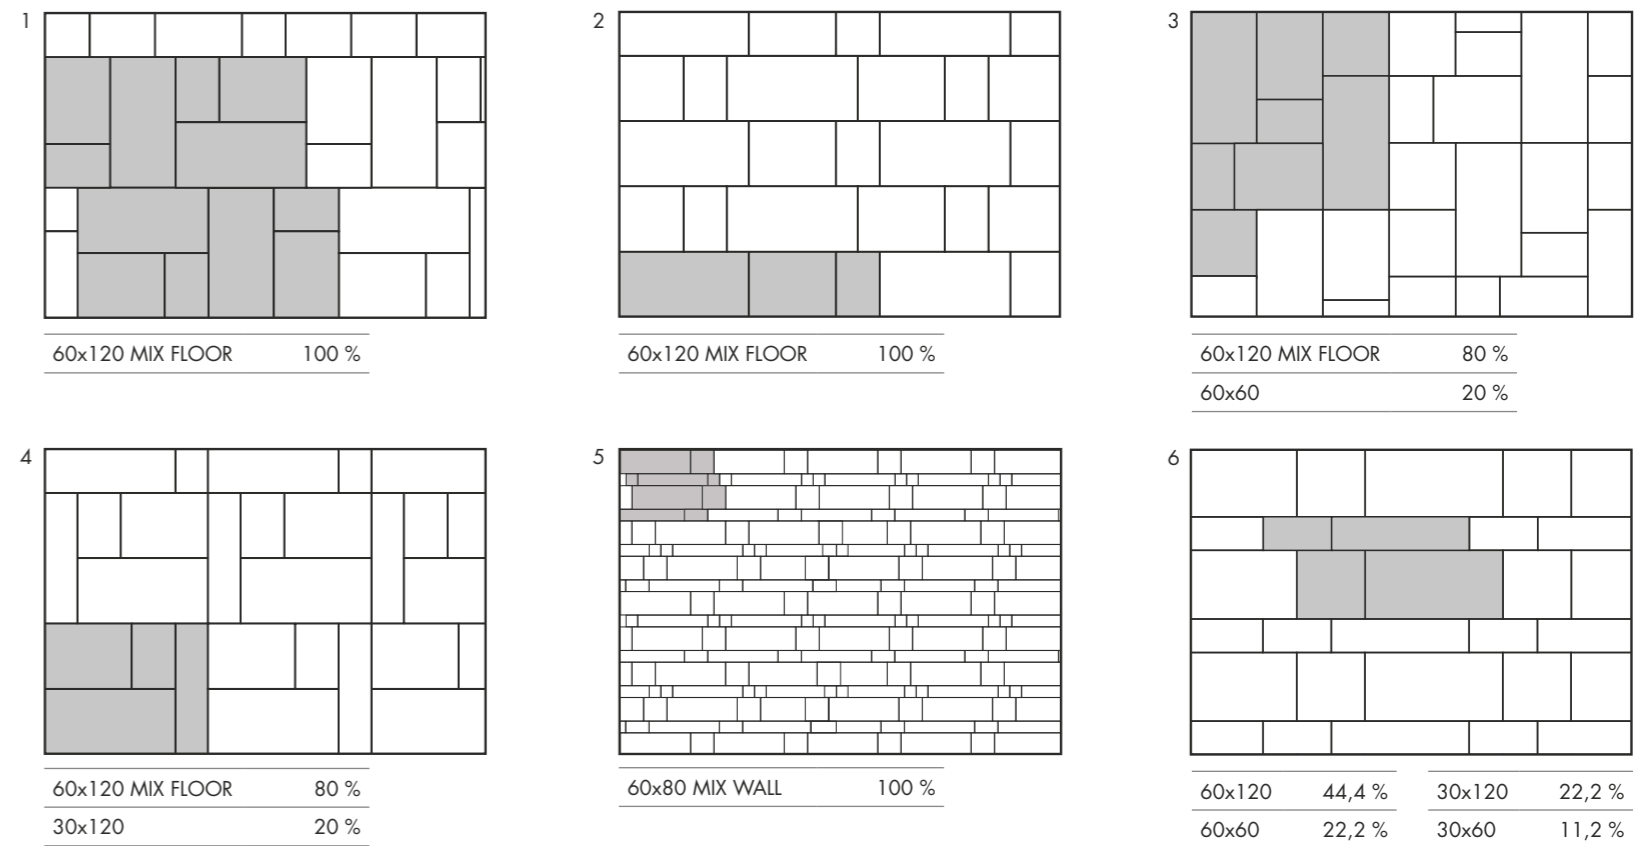 1
60x120 MIX FLOOR 100 %
2
60x120 MIX FLOOR 100 %
3
60x120 MIX FLOOR 80 %
60x60 20 %
4
60x120 MIX FLOOR 80 %
30x120 20 %
5
60x80 MIX WALL 100 %
6
60x120 44,4 % 30x120 22,2 %
60x60 22,2 % 30x60 11,2 %